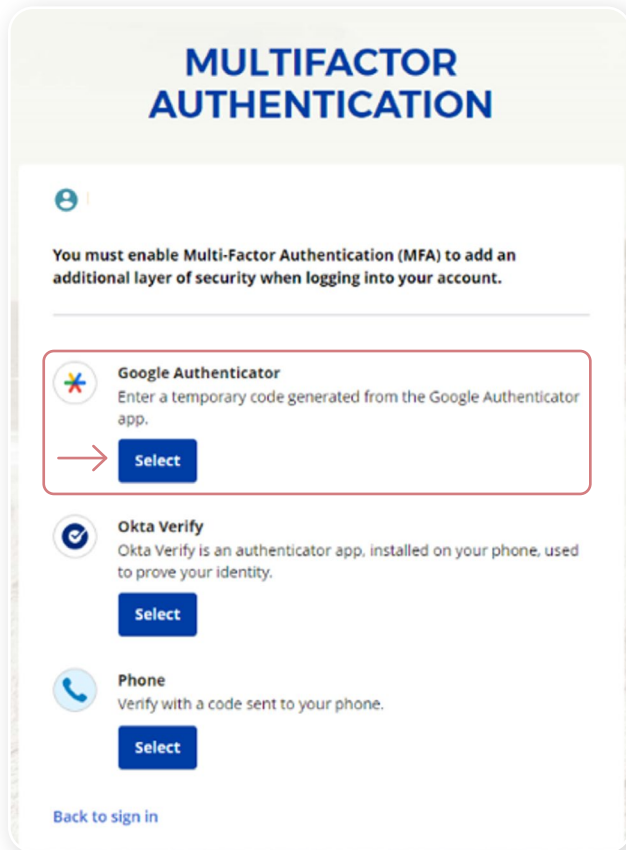 MULTIFACTOR
AUTHENTICATION
You must enable Multi-Factor Authentication (MFA) to add an
additional layer of security when logging into your account.
Google Authenticator
Enter a temporary code generated from the Google Authenticator
app.
Select
Okta Verify
Okta Verify is an authenticator app, installed on your phone, used
to prove your identity.
Select
Phone
Verify with a code sent to your phone.
Select
Back to sign in